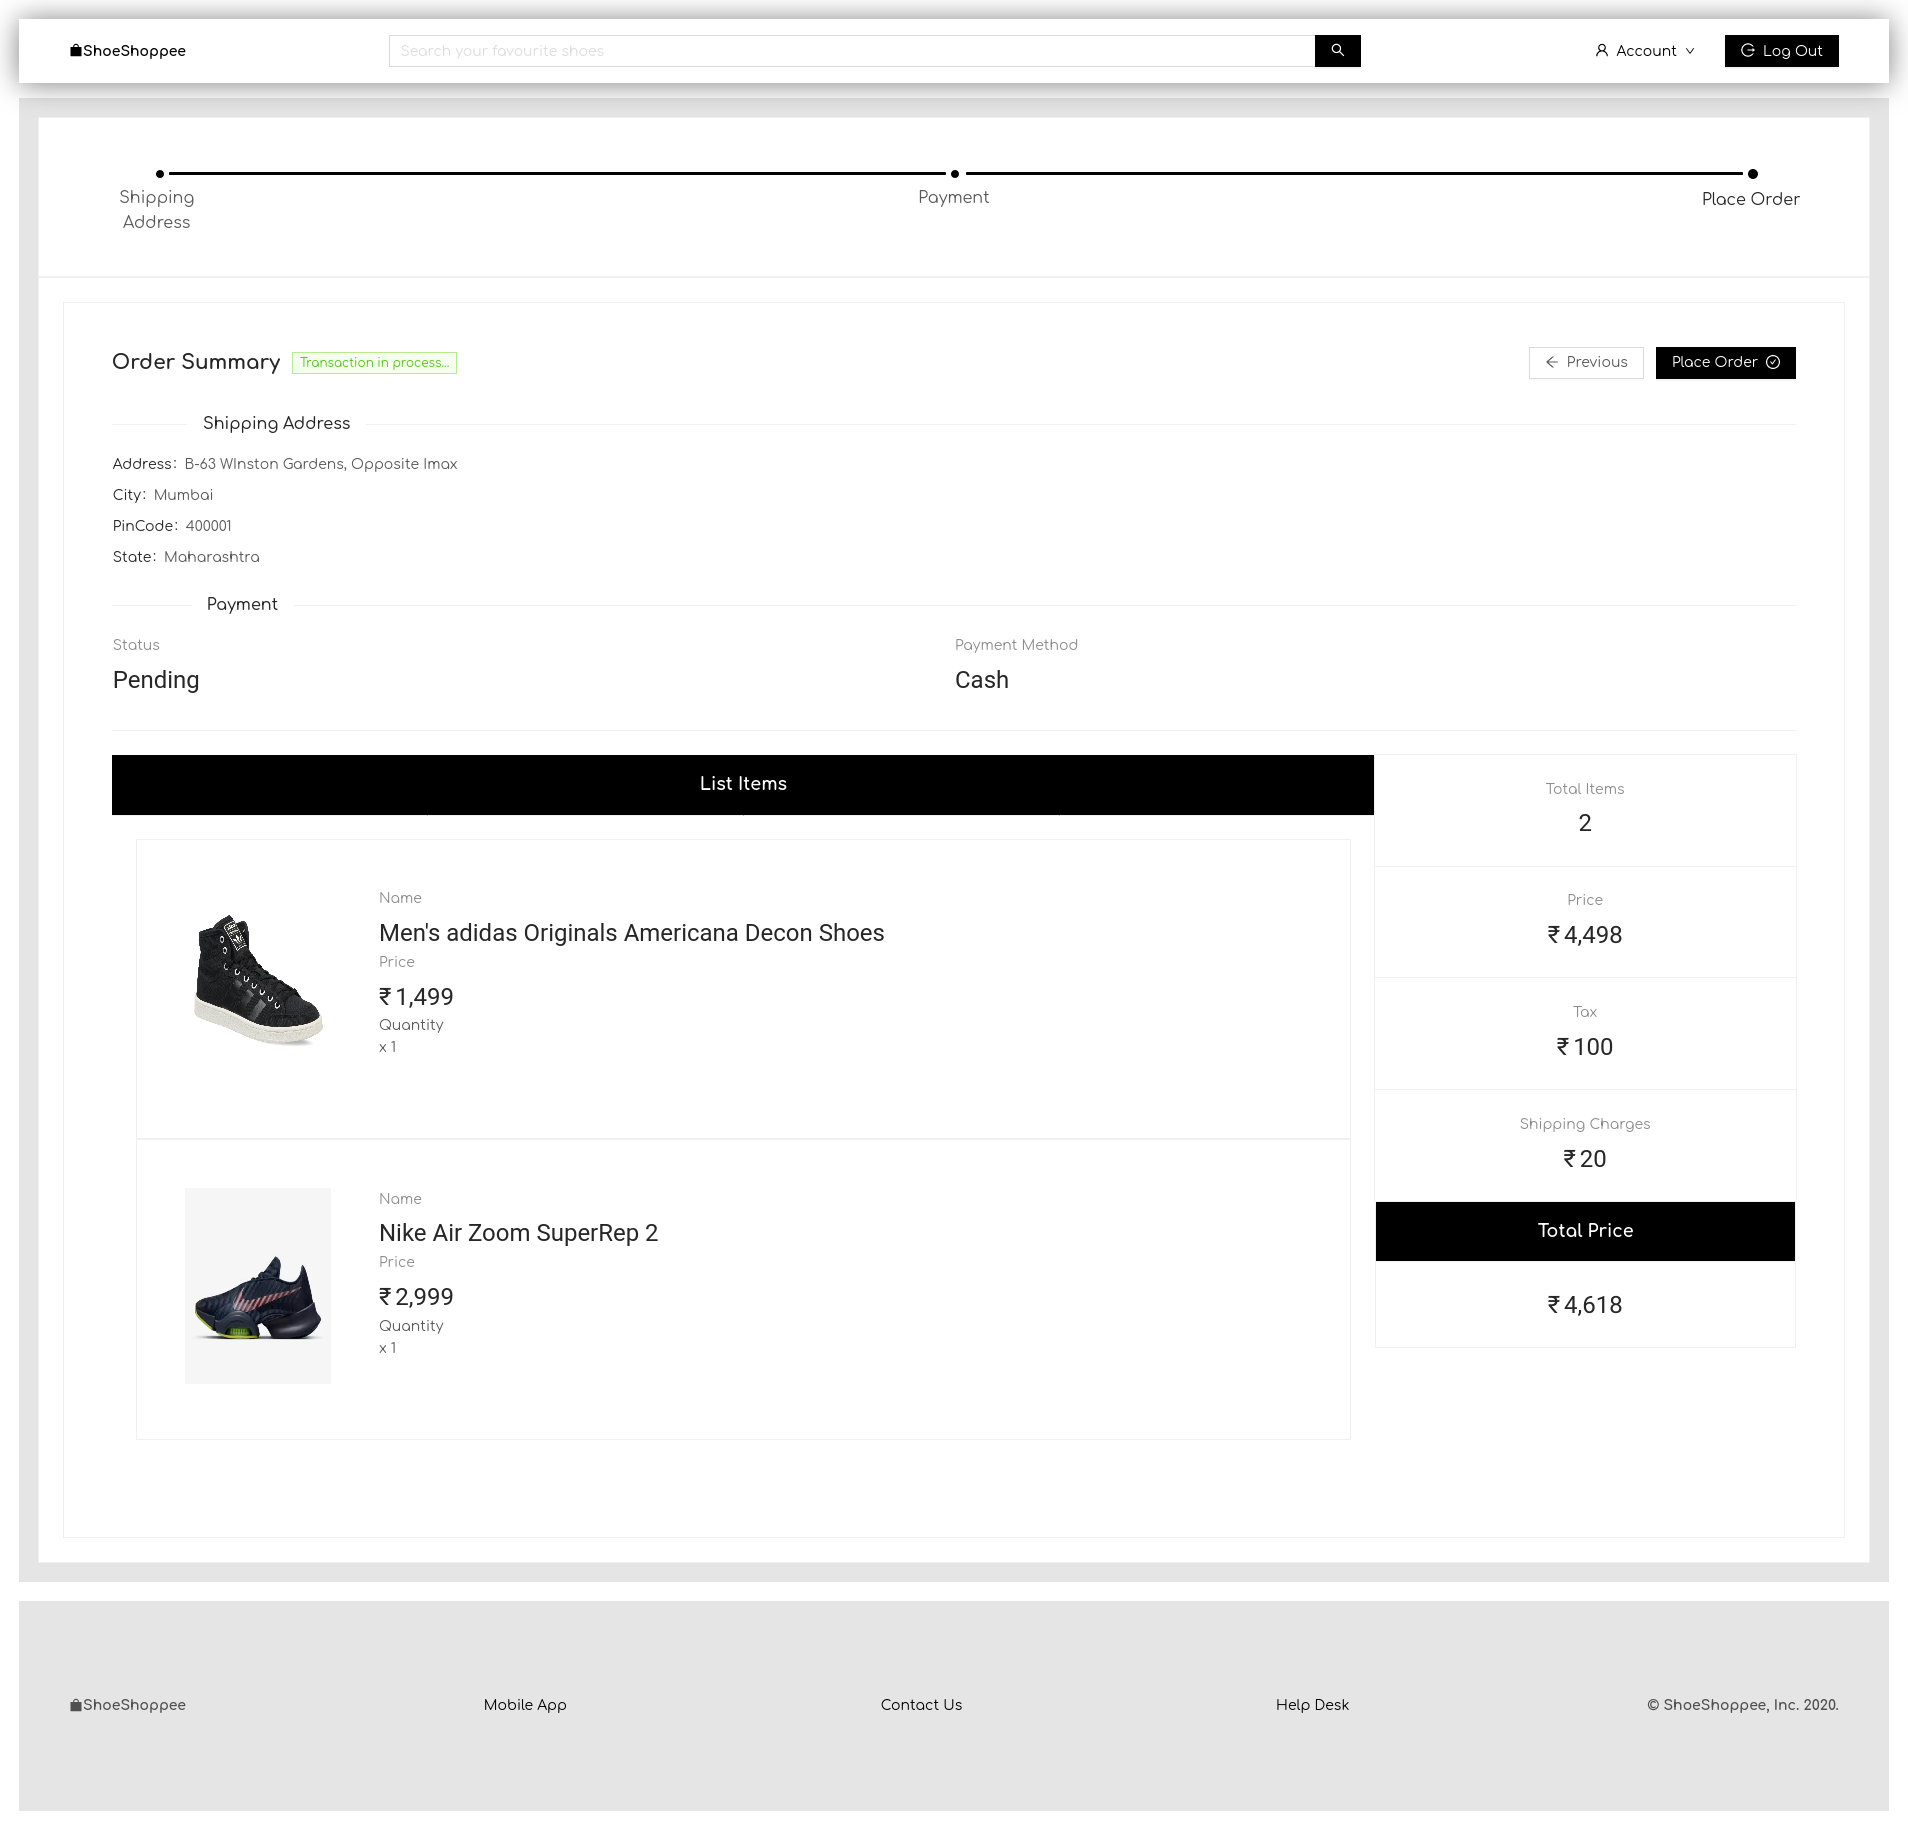 ShoeShoppee
Search your favourite shoes
Account
Log Out
Shipping
Address
Payment
Place Order
Order Summary
Transaction in process...
Previous
Place Order
Shipping Address
Address: B-63 WInston Gardens, Opposite Imax
City: Mumbai
PinCode: 400001
State: Maharashtra
Payment
Status
Pending
Payment Method
Cash
List Items
Name
Men's adidas Originals Americana Decon Shoes
Price
₹ 1,499
Quantity
x 1
Name
Nike Air Zoom SuperRep 2
Price
₹ 2,999
Quantity
x 1
Total Items
2
Price
₹ 4,498
Tax
₹ 100
Shipping Charges
₹ 20
Total Price
₹ 4,618
ShoeShoppee
Mobile App
Contact Us
Help Desk
© ShoeShoppee, Inc. 2020.